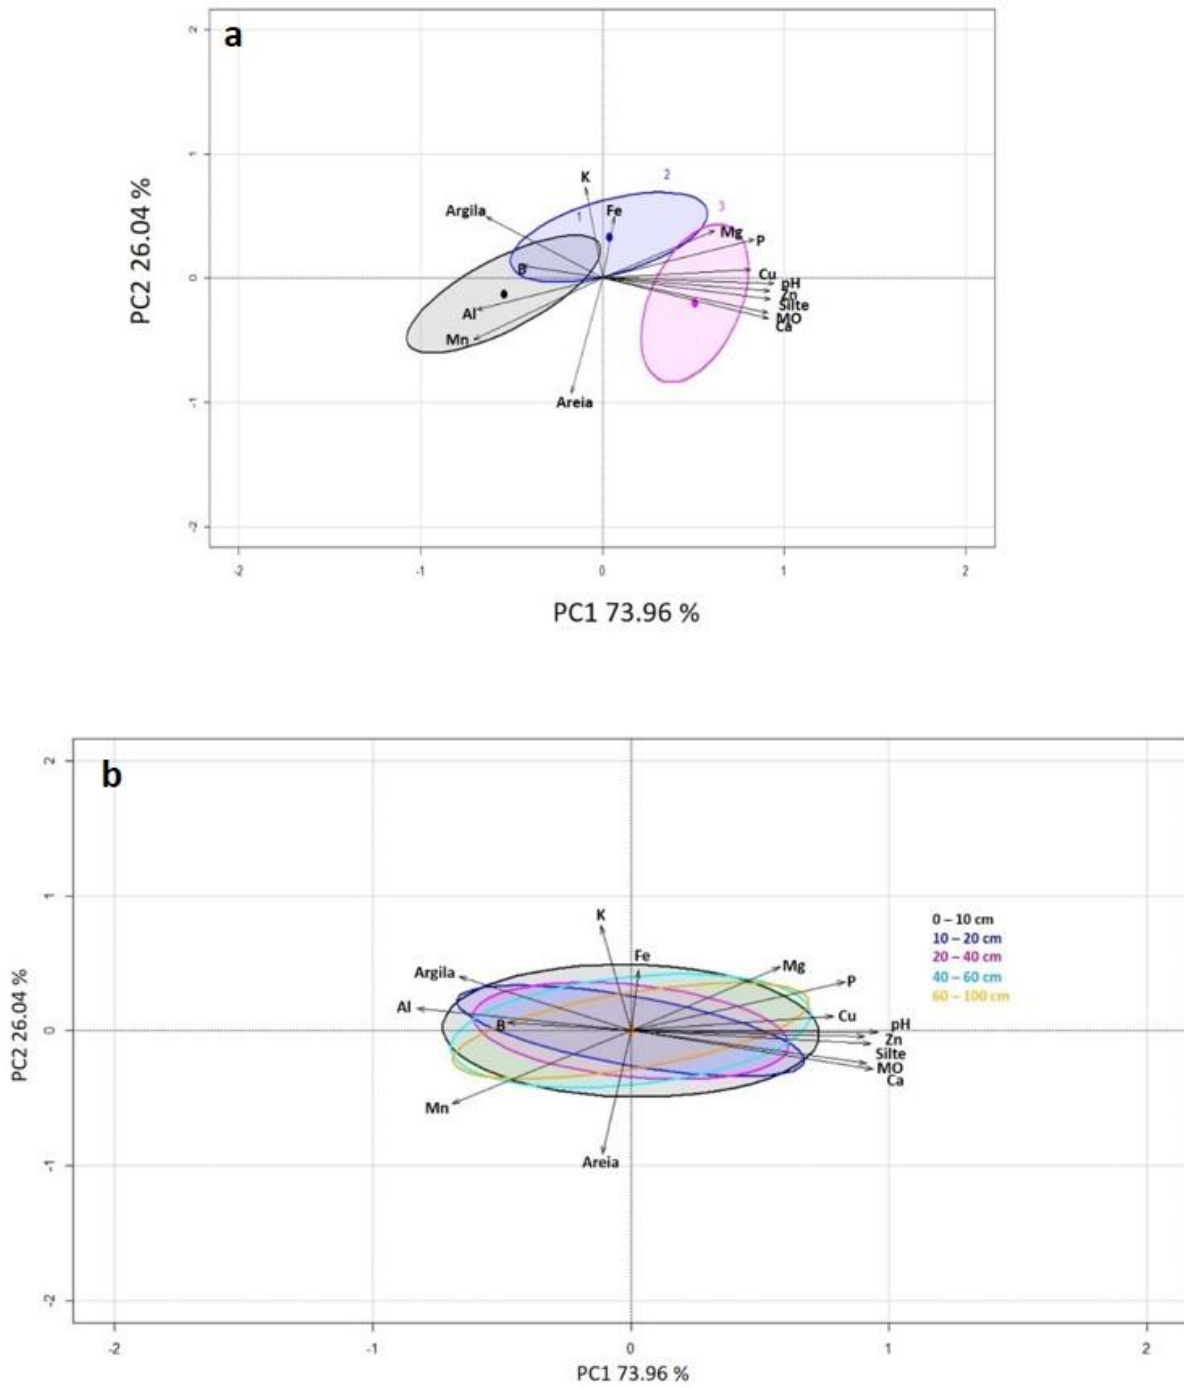 a
2
1
0
-1
-2
PC2 26.04 %
K
2
Argila
1
Fe
3
Mg
P
B
Cu
pH
Zn
Silte
MO
Ca
Al
Mn
Areia
-2
-1
0
1
2
PC1 73.96 %
b
2
1
0
-1
-2
PC2 26.04 %
K
0 – 10 cm
10 – 20 cm
20 – 40 cm
40 – 60 cm
60 – 100 cm
Fe
Mg
Argila
P
Al
B
Cu
pH
Zn
Silte
MO
Ca
Mn
Areia
-2
-1
0
1
2
PC1 73.96 %